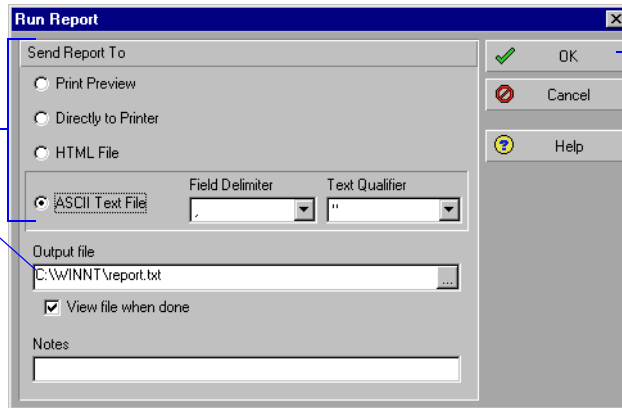 Run Report
Send Report To
Print Preview
Directly to Printer
HTML File
ASCII Text File
Field Delimiter
,
Text Qualifier
"
Output file
C:\WINNT\report.txt
...
View file when done
Notes
OK
Cancel
Help